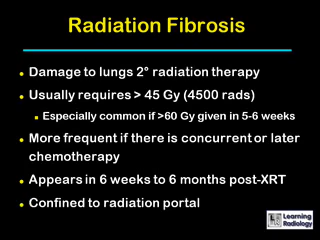 Radiation Fibrosis
Damage to lungs 2° radiation therapy
Usually requires > 45 Gy (4500 rads)
Especially common if >60 Gy given in 5-6 weeks
More frequent if there is concurrent or later
chemotherapy
Appears in 6 weeks to 6 months post-XRT
Confined to radiation portal
Learning
Radiology